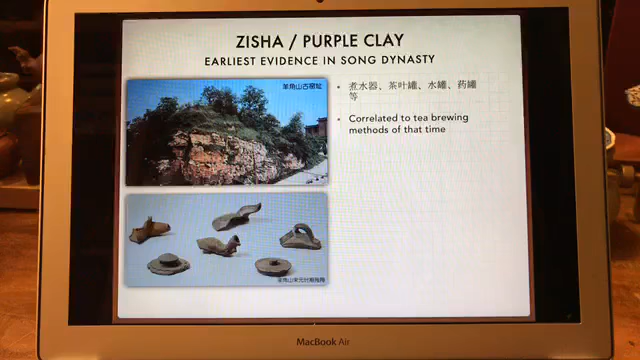 ZISHA / PURPLE CLAY
EARLIEST EVIDENCE IN SONG DYNASTY
羊角山古窑址
• 煮水器、茶叶罐、水罐、药罐
等
• Correlated to tea brewing
methods of that time
MacBook Air